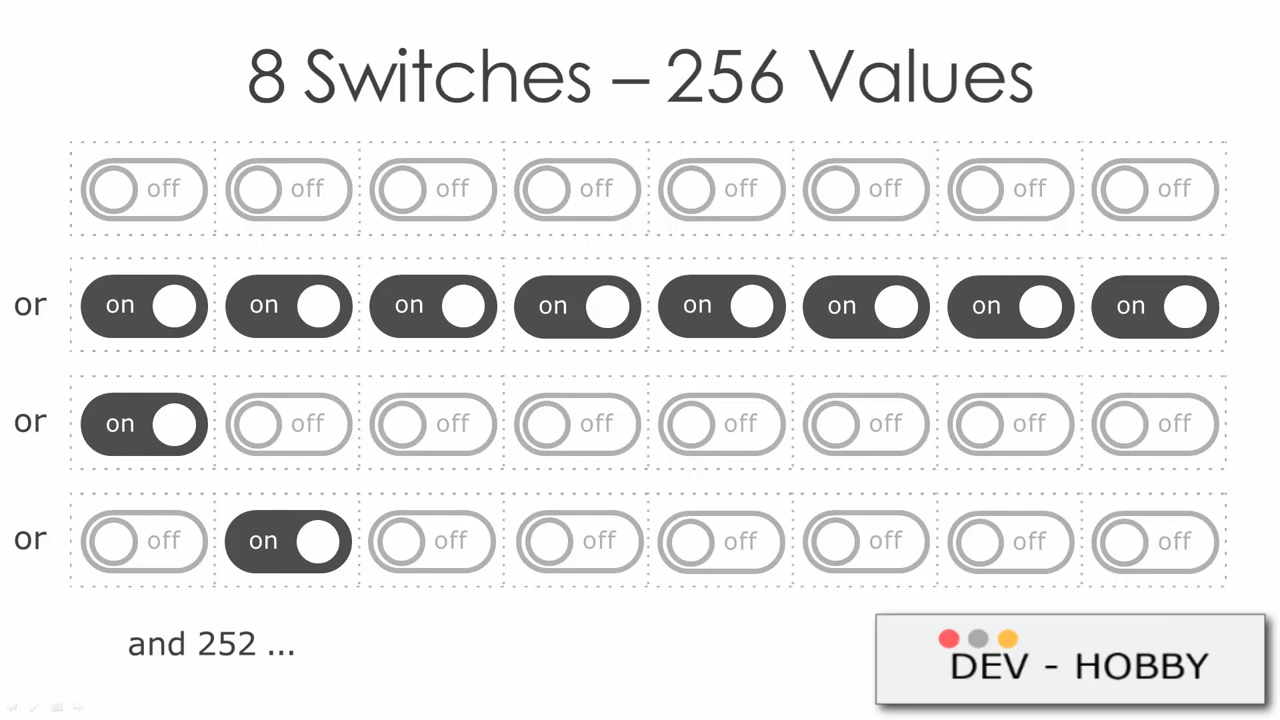 8 Switches – 256 Values
off off off off off off off off
or on on on on on on on on
or on off off off off off off off
or off on off off off off off off
and 252 ...
DEV - HOBBY